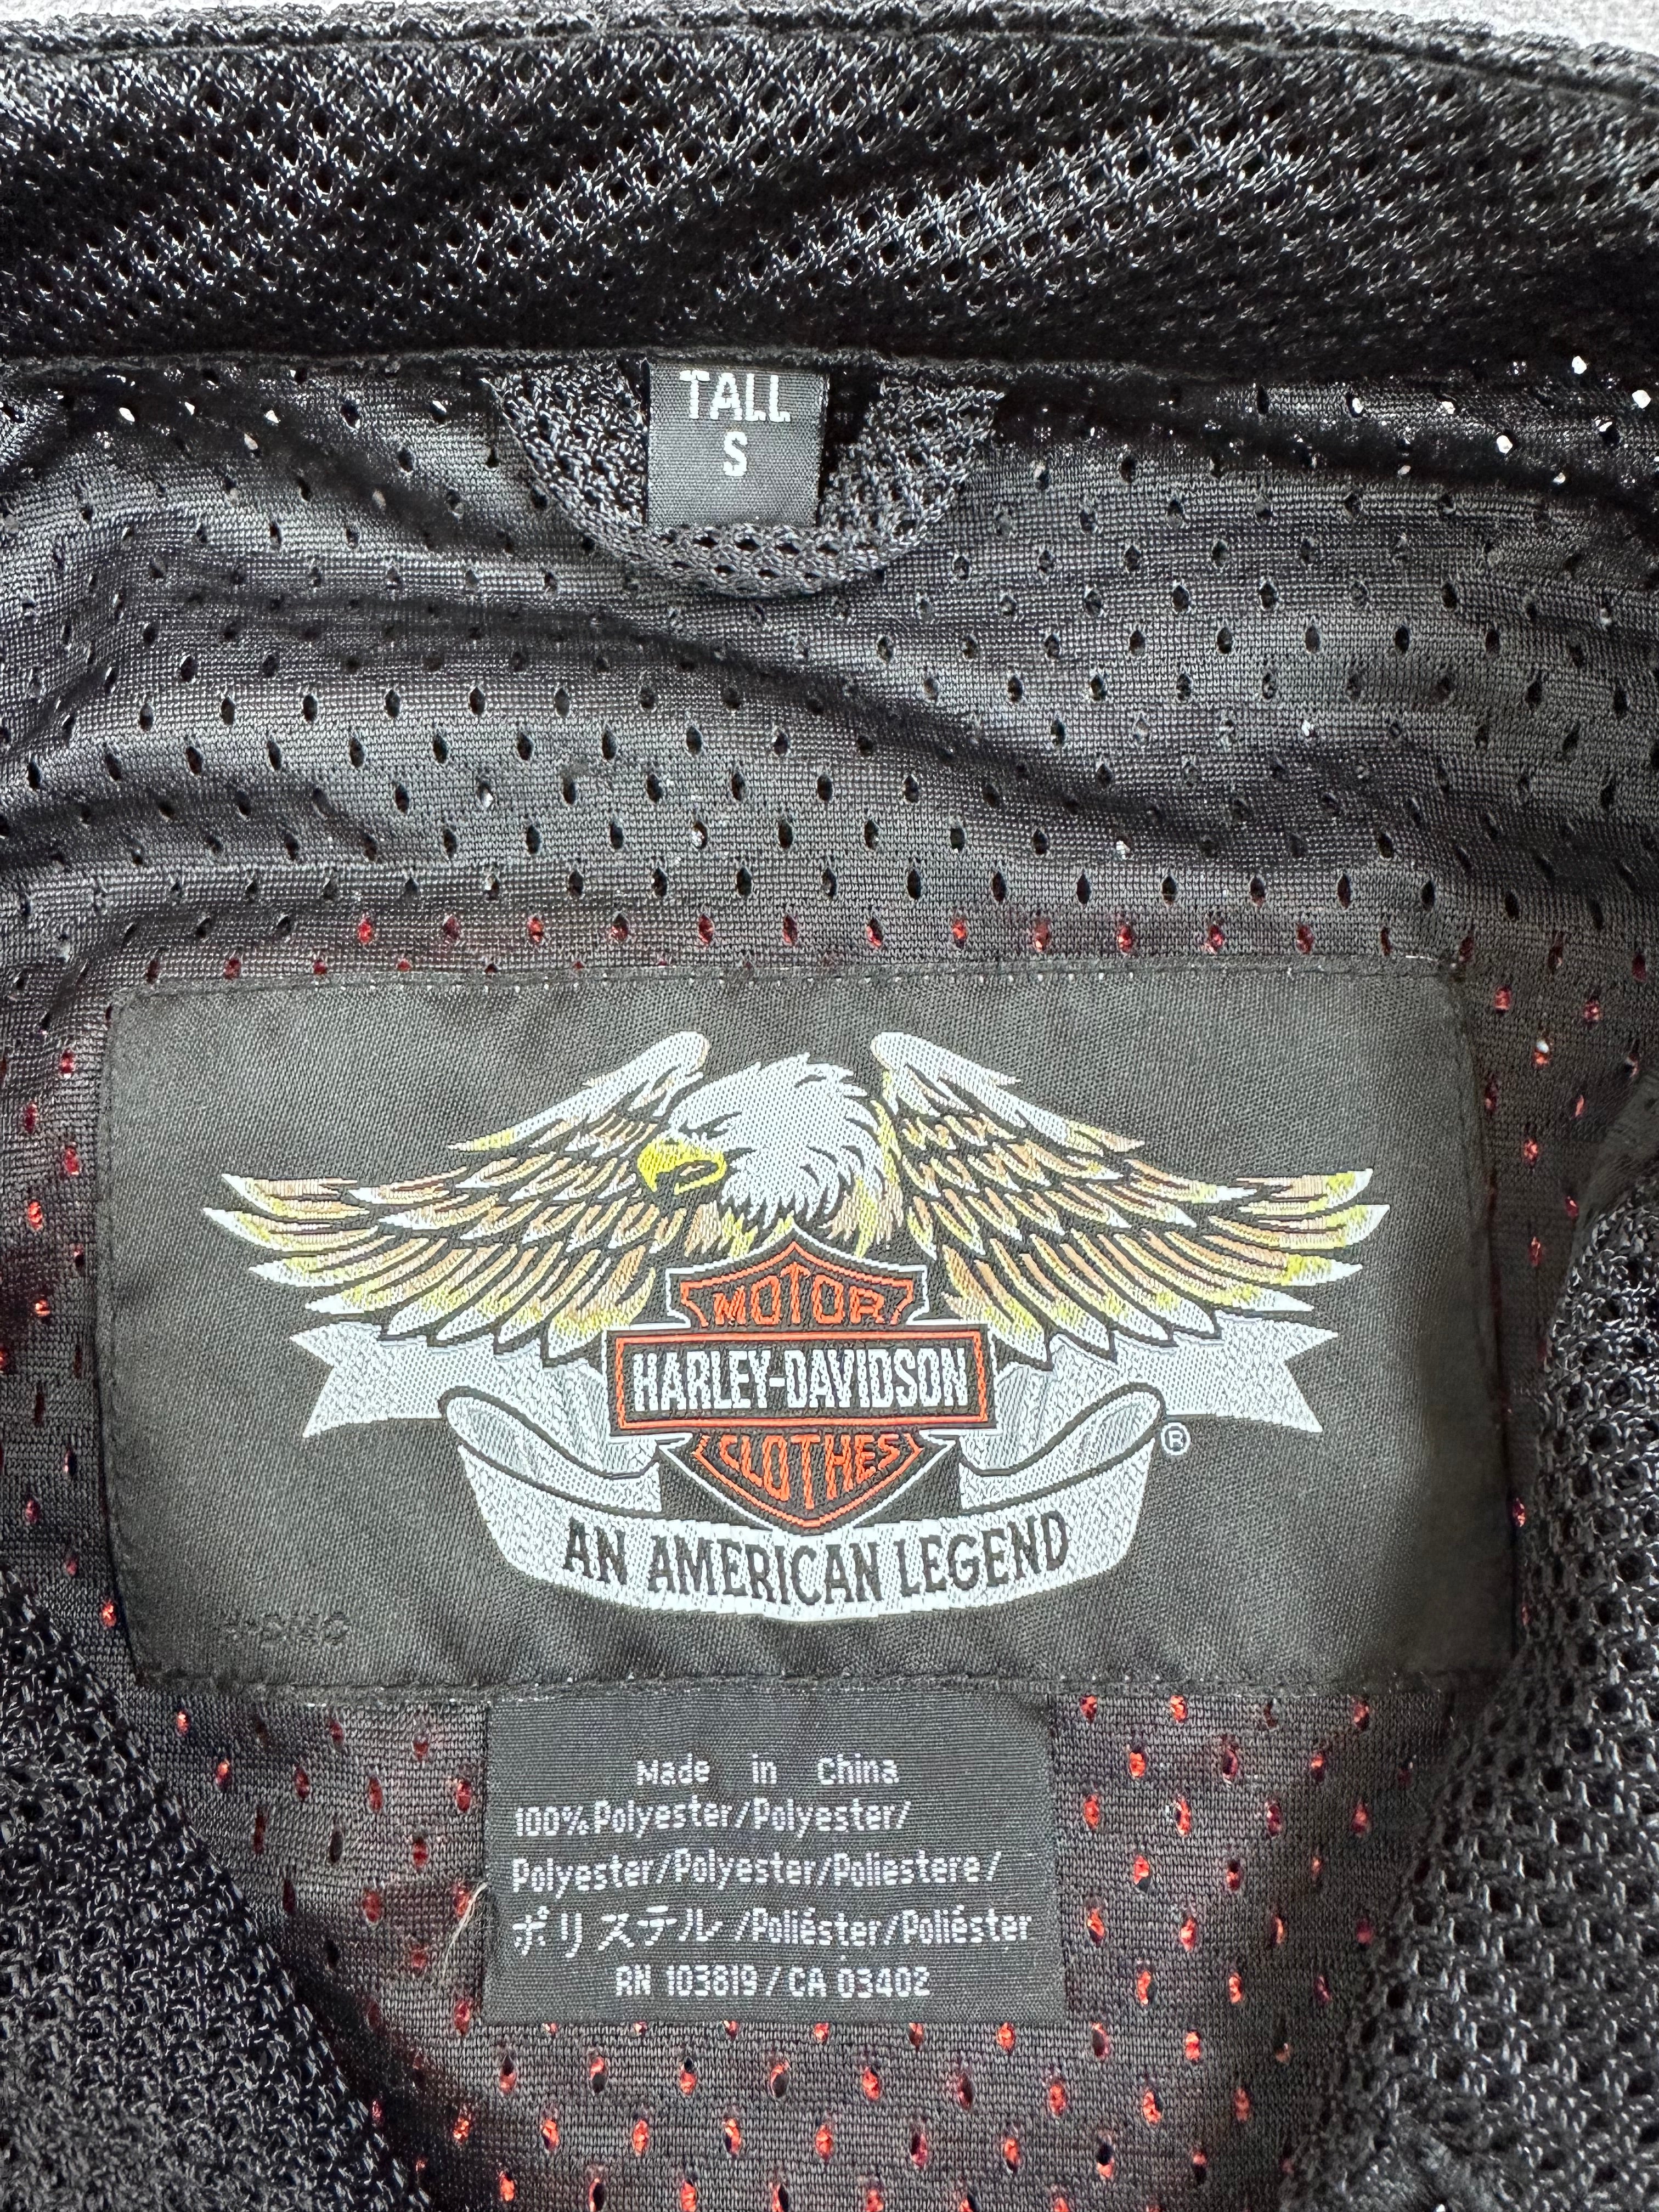 TALL
S
MOTOR
HARLEY-DAVIDSON
CLOTHES
®
AN AMERICAN LEGEND
Made in China
100% Polyester/Polyester/
Polyester/Polyester/Poliestere/
ポリステル/Poliéster/Poliéster
RN 103819/CA 03402